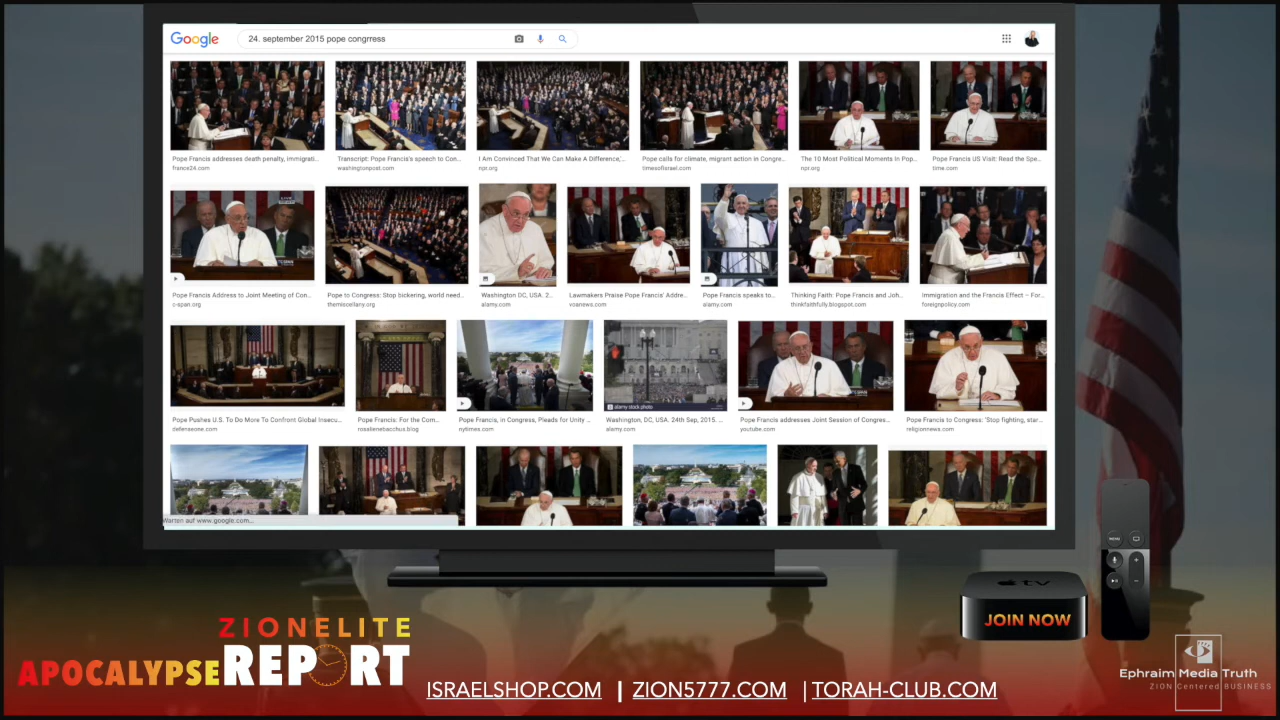 Google
24. september 2015 pope congrress
Pope Francis addresses death penalty, immigrati...
france24.com
Transcript: Pope Francis's speech to Con...
washingtonpost.com
I Am Convinced That We Can Make A Difference,'...
npr.org
Pope calls for climate, migrant action in Congre...
timesofisrael.com
The 10 Most Political Moments In Pop...
npr.org
Pope Francis US Visit: Read the Spe...
time.com
Pope Francis Address to Joint Meeting of Con...
c-span.org
Pope to Congress: Stop bickering, world need...
themiscellany.org
Washington DC, USA. 2...
alamy.com
Lawmakers Praise Pope Francis' Addre...
voanews.com
Pope Francis speaks to...
alamy.com
Thinking Faith: Pope Francis and Joh...
thinkfaithfully.blogspot.com
Immigration and the Francis Effect – For...
foreignpolicy.com
alamy stock photo
Pope Pushes U.S. To Do More To Confront Global Insecu...
defenseone.com
Pope Francis: For the Com...
rosalienebacchus.blog
Pope Francis, in Congress, Pleads for Unity ...
nytimes.com
Washington, DC, USA. 24th Sep, 2015. ...
alamy.com
Pope Francis addresses Joint Session of Congres...
youtube.com
Pope Francis to Congress: 'Stop fighting, star...
religionnews.com
Warten auf www.google.com...
MENU
tv
JOIN NOW
ZIONELITE
APOCALYPSE REPORT
ISRAELSHOP.COM | ZION5777.COM | TORAH-CLUB.COM
Ephraim Media Truth
ZION Centered BUSINESS